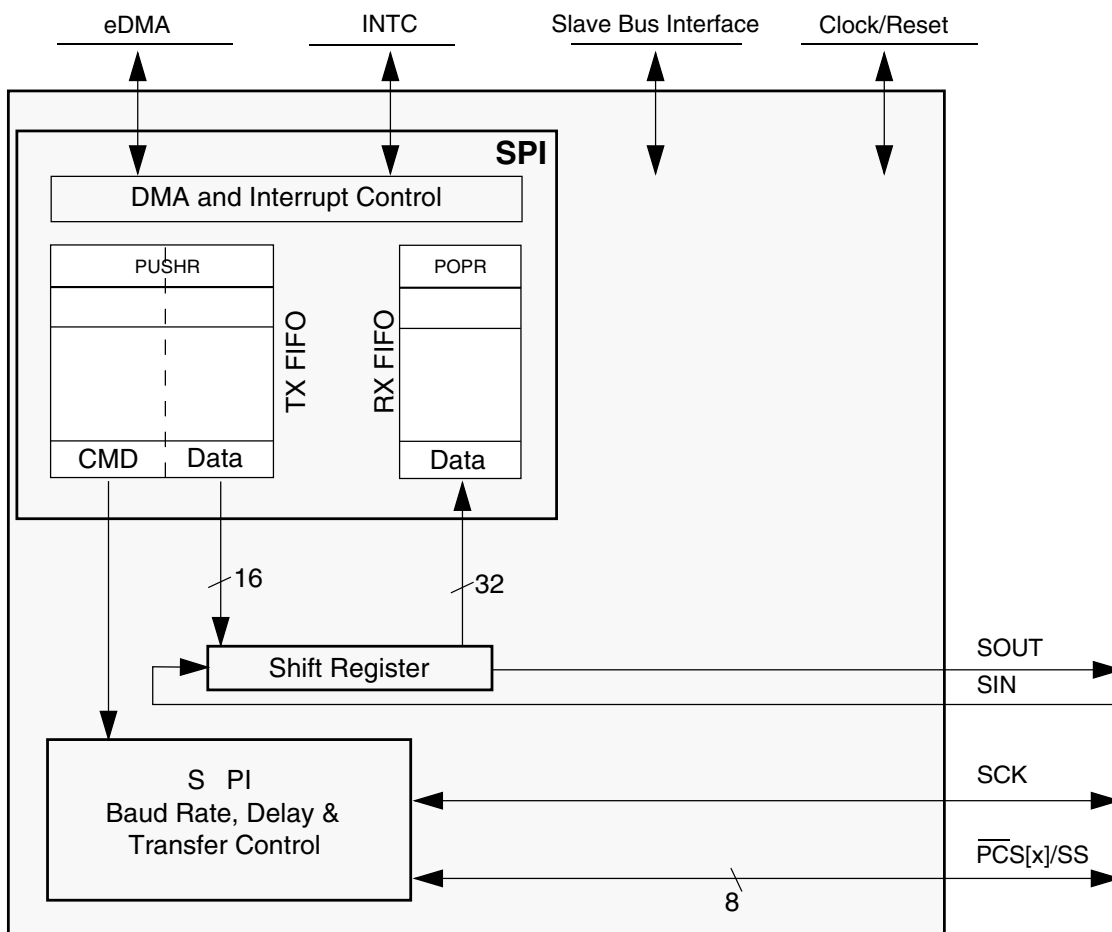 eDMA
INTC
Slave Bus Interface
Clock/Reset
SPI
DMA and Interrupt Control
PUSHR
POPR
TX FIFO
RX FIFO
CMD
Data
Data
16
32
Shift Register
SOUT
SIN
S PI
Baud Rate, Delay &
Transfer Control
SCK
PCS[x]/SS
8